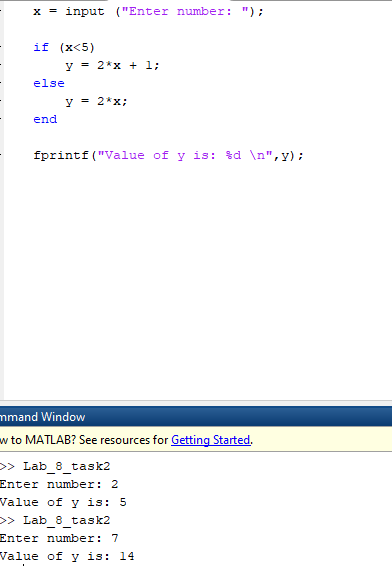 x = input ("Enter number: ");
if (x<5)
y = 2*x + 1;
else
y = 2*x;
end
fprintf("Value of y is: %d \n",y);
mmand Window
w to MATLAB? See resources for Getting Started.
>> Lab_8_task2
Enter number: 2
Value of y is: 5
>> Lab_8_task2
Enter number: 7
Value of y is: 14